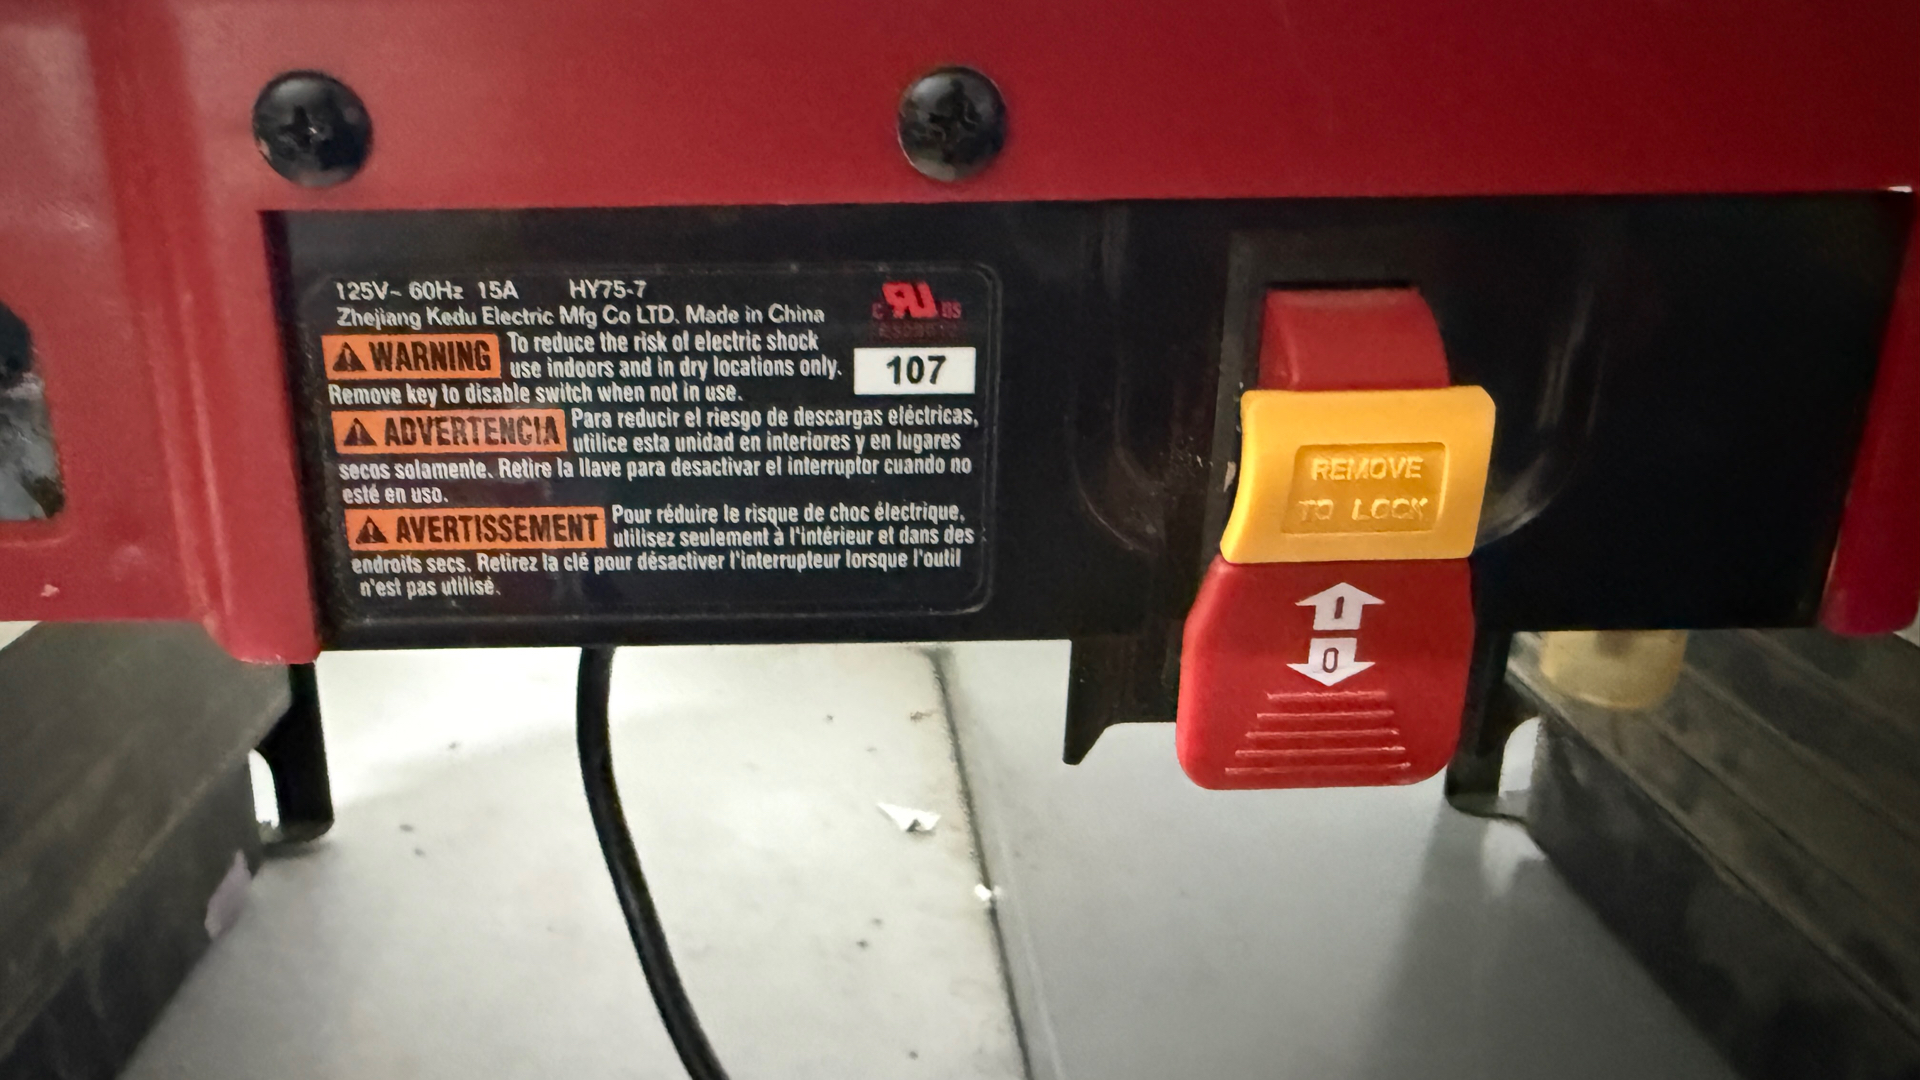 125V~ 60Hz 15A HY75-7
Zhejiang Kedu Electric Mfg Co LTD. Made in China
c RU US
107
WARNING To reduce the risk of electric shock
use indoors and in dry locations only.
Remove key to disable switch when not in use.
ADVERTENCIA Para reducir el riesgo de descargas eléctricas,
utilice esta unidad en interiores y en lugares
secos solamente. Retire la llave para desactivar el interruptor cuando no
esté en uso.
AVERTISSEMENT Pour réduire le risque de choc électrique,
utilisez seulement à l'intérieur et dans des
endroits secs. Retirez la clé pour désactiver l'interrupteur lorsque l'outil
n'est pas utilisé.
REMOVE
TO LOCK
I
0